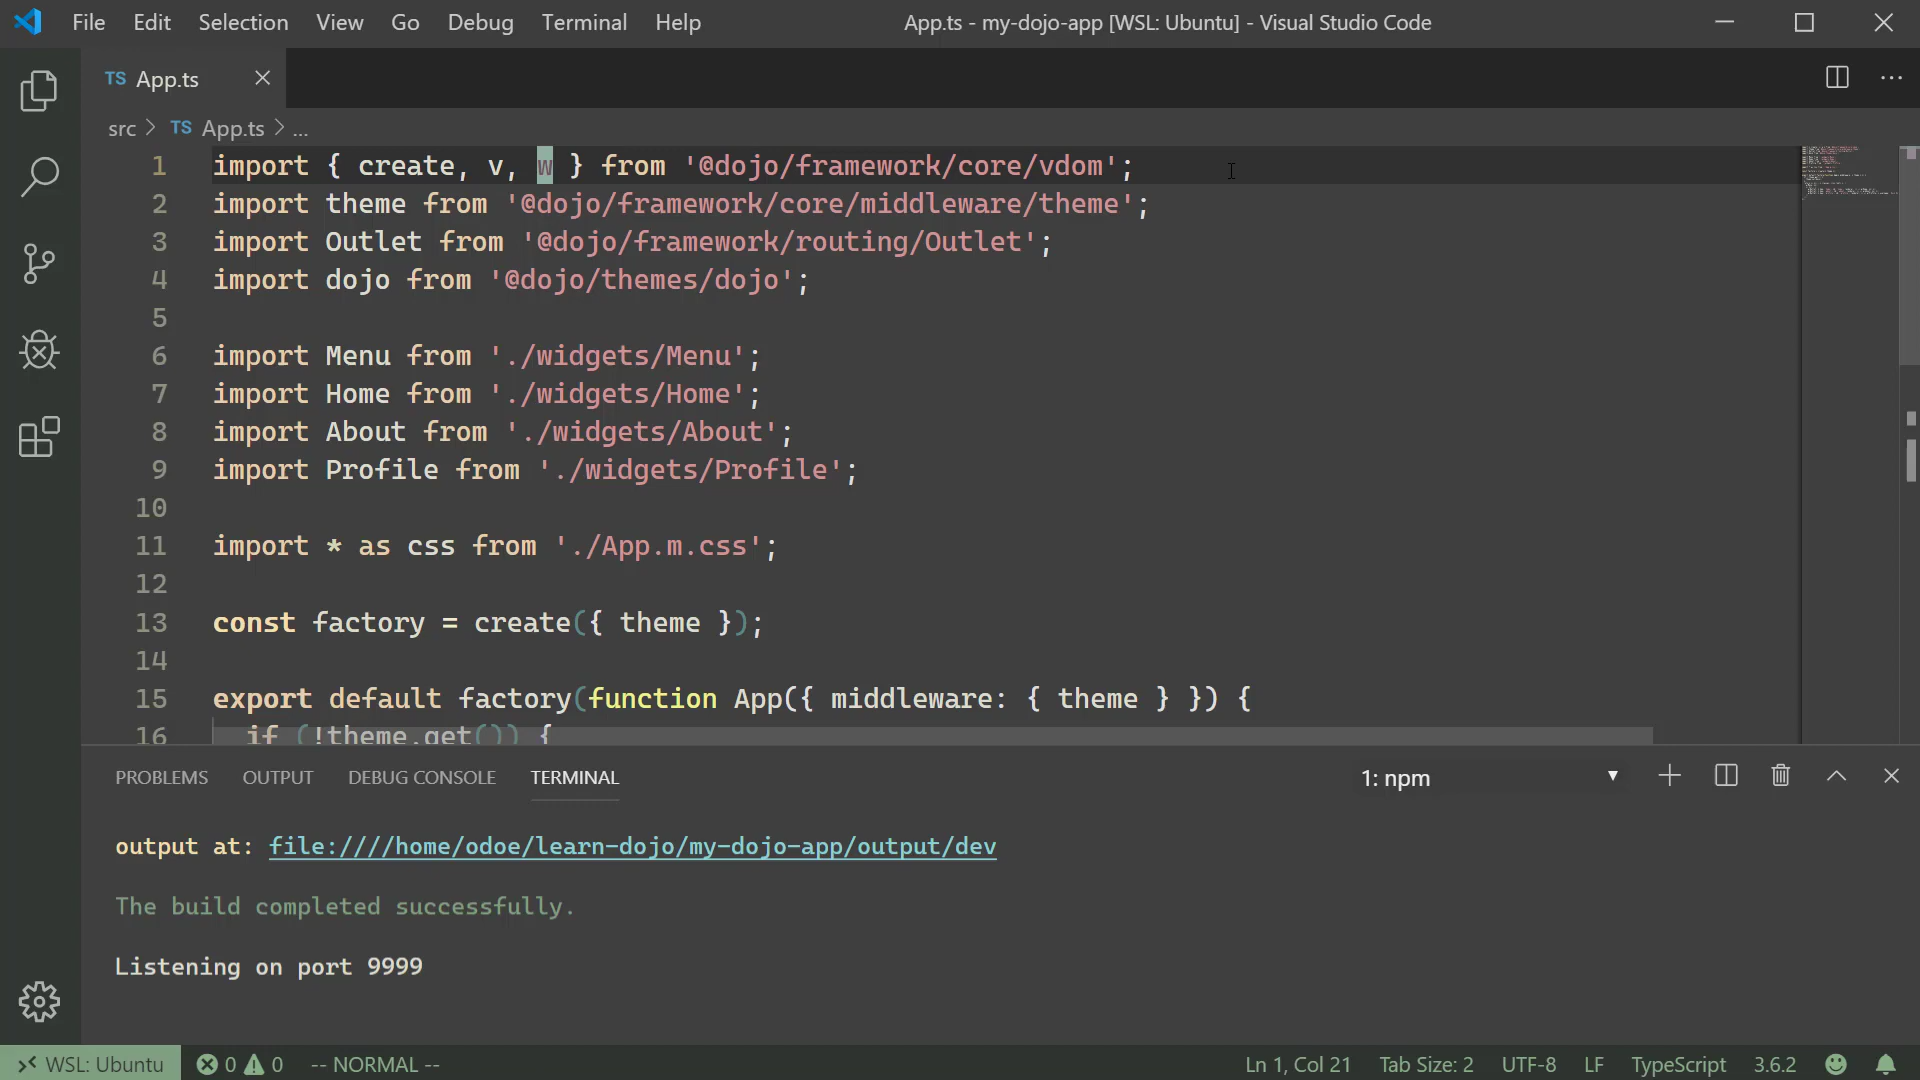 File Edit Selection View Go Debug Terminal Help App.ts - my-dojo-app [WSL: Ubuntu] - Visual Studio Code
TS App.ts
src > TS App.ts > ...
1 import { create, v, w } from '@dojo/framework/core/vdom';
2 import theme from '@dojo/framework/core/middleware/theme';
3 import Outlet from '@dojo/framework/routing/Outlet';
4 import dojo from '@dojo/themes/dojo';
5
6 import Menu from './widgets/Menu';
7 import Home from './widgets/Home';
8 import About from './widgets/About';
9 import Profile from './widgets/Profile';
10
11 import * as css from './App.m.css';
12
13 const factory = create({ theme });
14
15 export default factory(function App({ middleware: { theme } }) {
16 if (!theme.get()) {
PROBLEMS OUTPUT DEBUG CONSOLE TERMINAL 1: npm
output at: file:////home/odoe/learn-dojo/my-dojo-app/output/dev
The build completed successfully.
Listening on port 9999
WSL: Ubuntu 0 0 -- NORMAL -- Ln 1, Col 21 Tab Size: 2 UTF-8 LF TypeScript 3.6.2